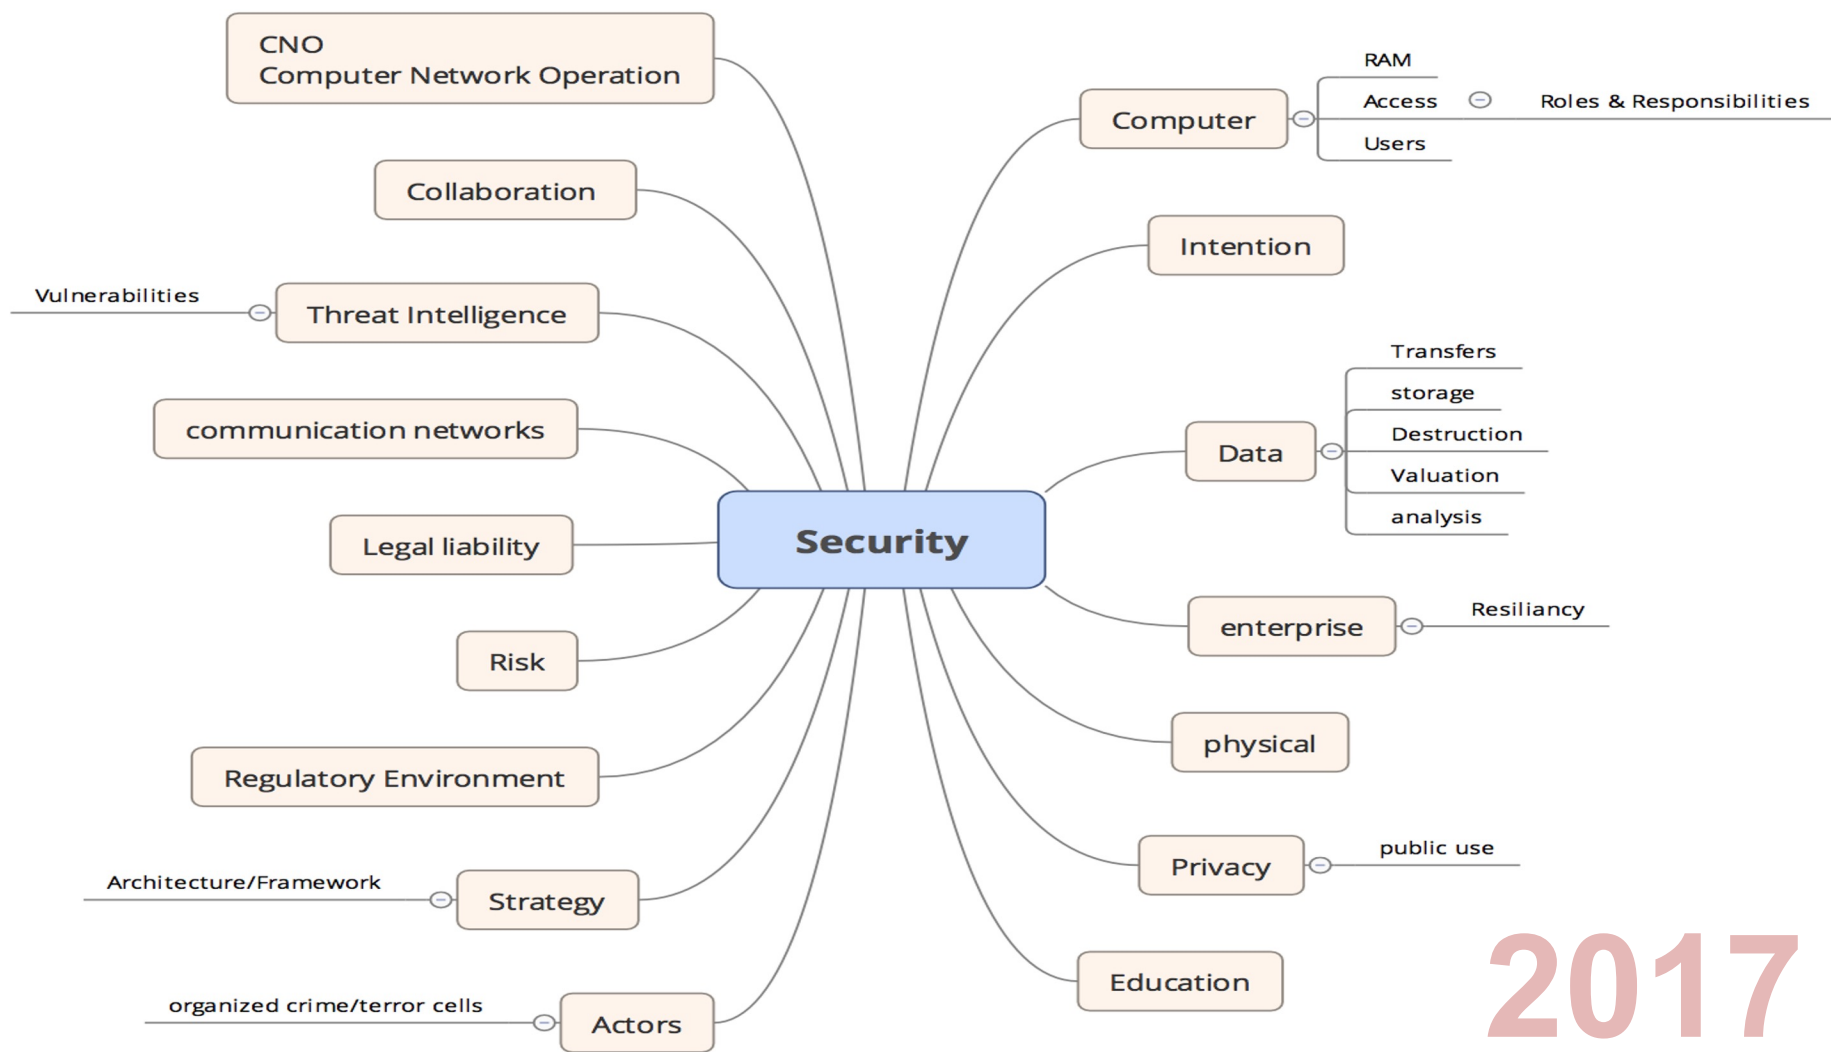 CNO
Computer Network Operation
Collaboration
Vulnerabilities
Threat Intelligence
communication networks
Legal liability
Risk
Regulatory Environment
Architecture/Framework
Strategy
organized crime/terror cells
Actors
Security
Computer
RAM
Access
Roles & Responsibilities
Users
Intention
Data
Transfers
storage
Destruction
Valuation
analysis
enterprise
Resiliancy
physical
Privacy
public use
Education
2017